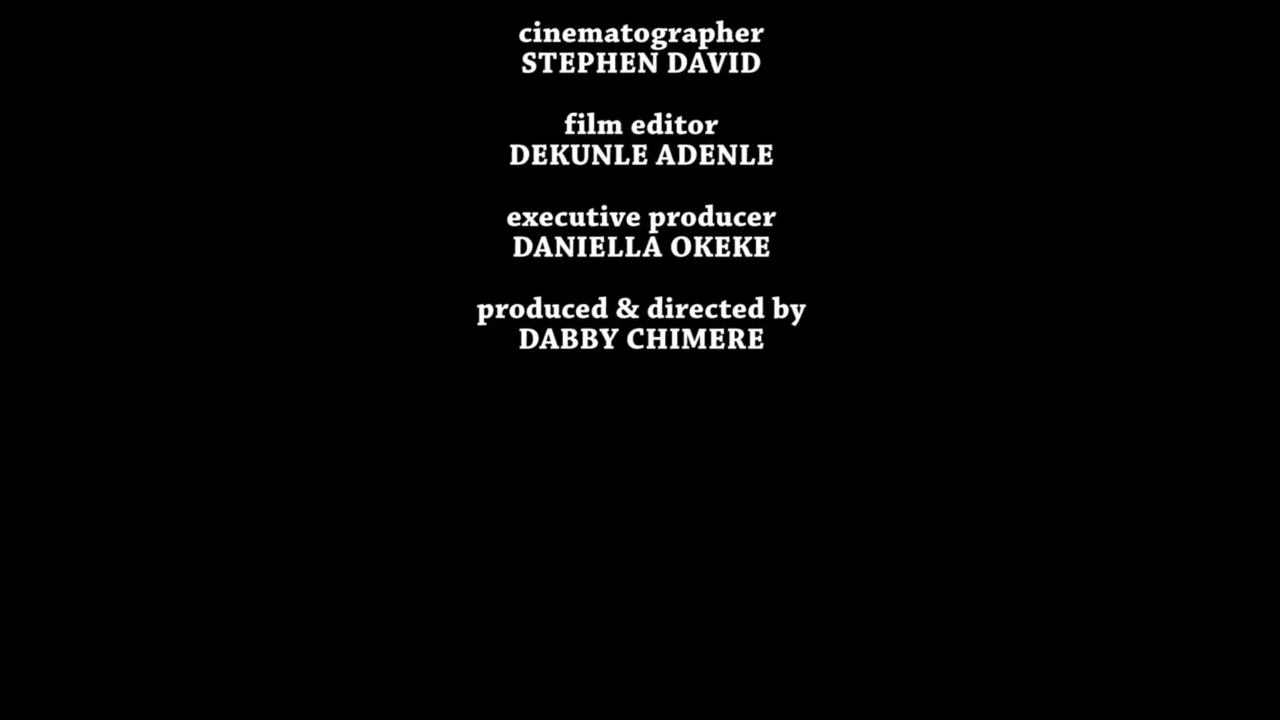 cinematographer
STEPHEN DAVID
film editor
DEKUNLE ADENLE
executive producer
DANIELLA OKEKE
produced & directed by
DABBY CHIMERE